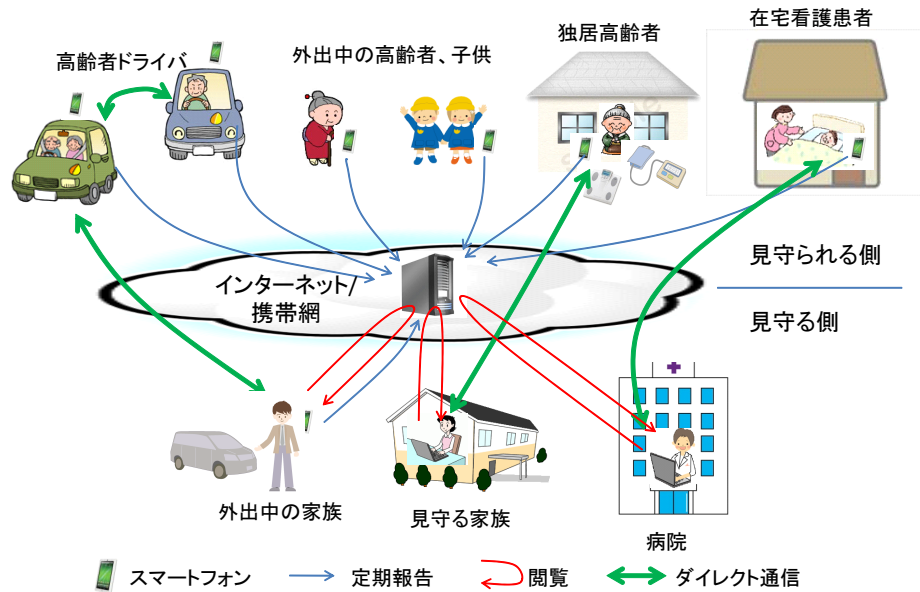 高齢者ドライバ
外出中の高齢者、子供
独居高齢者
在宅看護患者
インターネット/
携帯網
見守られる側
見守る側
外出中の家族
見守る家族
病院
スマートフォン
定期報告
閲覧
ダイレクト通信